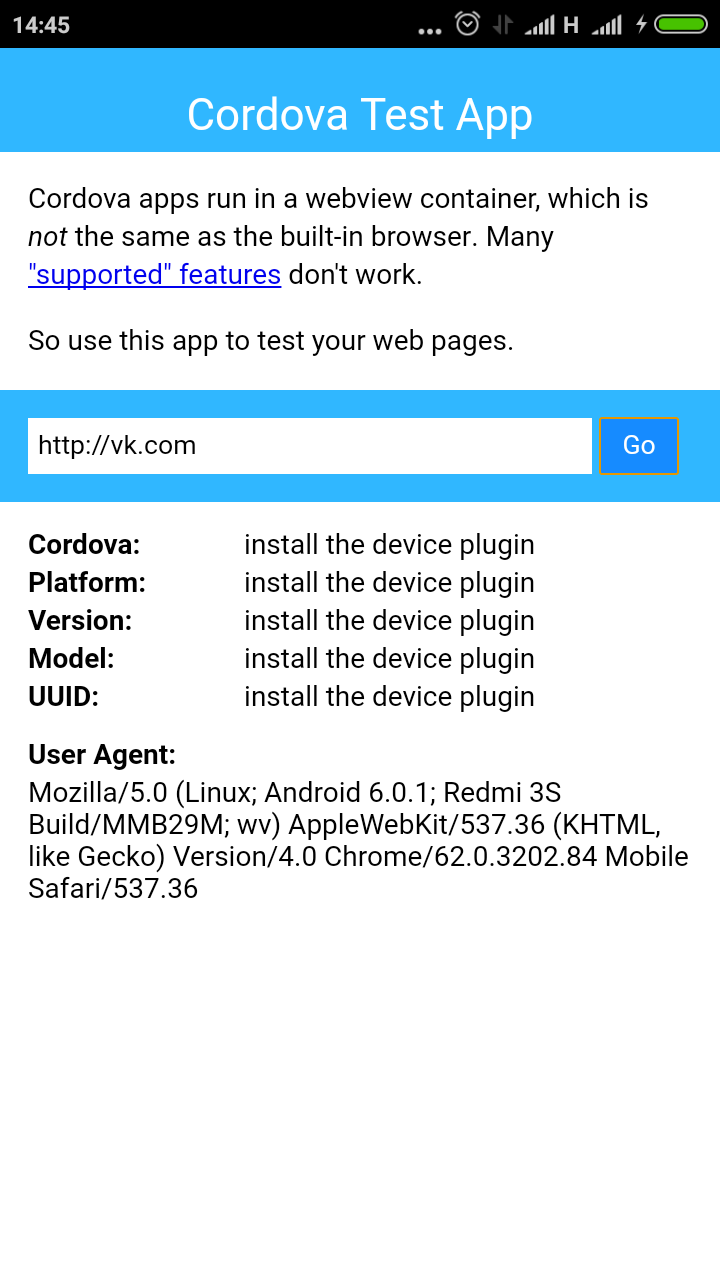 14:45
... H
Cordova Test App
Cordova apps run in a webview container, which is
not the same as the built-in browser. Many
"supported" features don't work.
So use this app to test your web pages.
http://vk.com Go
Cordova: install the device plugin
Platform: install the device plugin
Version: install the device plugin
Model: install the device plugin
UUID: install the device plugin
User Agent:
Mozilla/5.0 (Linux; Android 6.0.1; Redmi 3S
Build/MMB29M; wv) AppleWebKit/537.36 (KHTML,
like Gecko) Version/4.0 Chrome/62.0.3202.84 Mobile
Safari/537.36